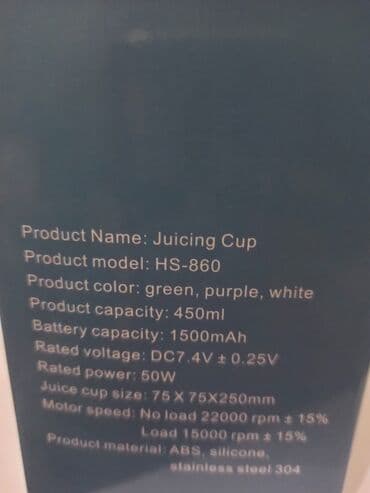 Product Name: Juicing Cup
Product model: HS-860
Product color: green, purple, white
Product capacity: 450ml
Battery capacity: 1500mAh
Rated voltage: DC7.4V ± 0.25V
Rated power: 50W
Juice cup size: 75 X 75X250mm
Motor speed: No load 22000 rpm ± 15%
Load 15000 rpm ± 15%
Product material: ABS, silicone,
stainless steel 304